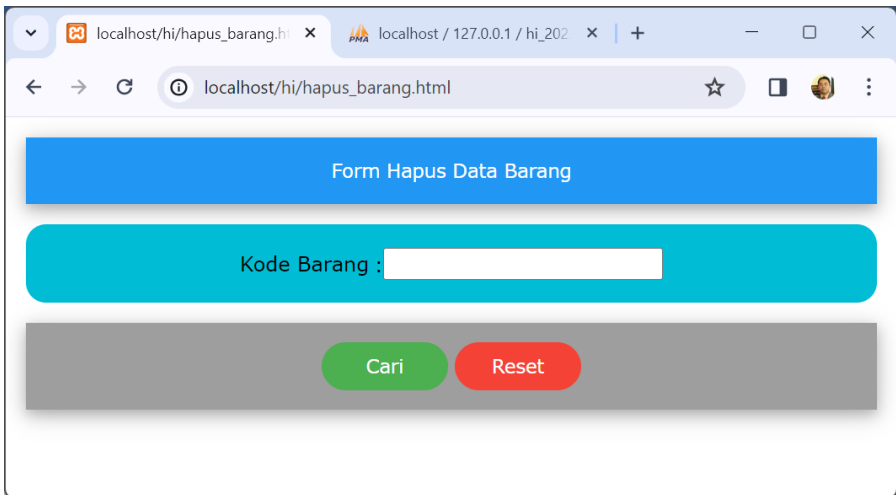 localhost/hi/hapus_barang.h
localhost / 127.0.0.1 / hi_202
localhost/hi/hapus_barang.html
Form Hapus Data Barang
Kode Barang :
Cari Reset